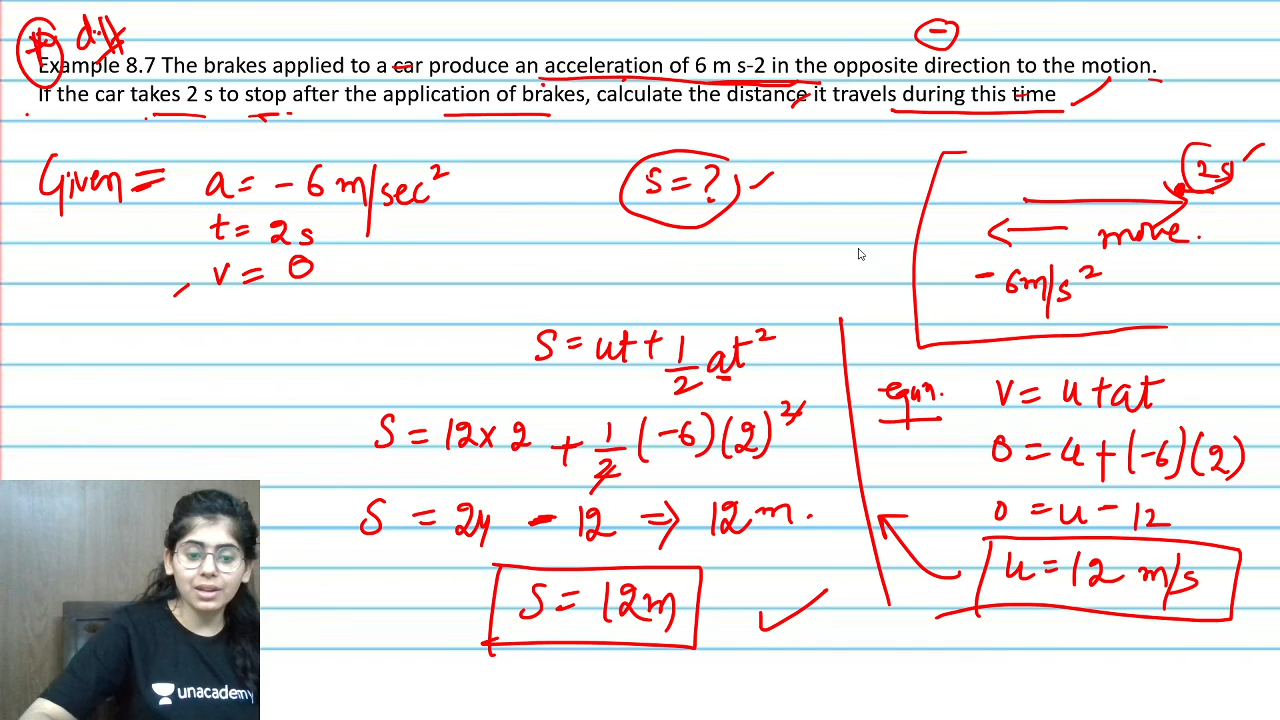 * diff
−
Example 8.7 The brakes applied to a car produce an acceleration of 6 m s-2 in the opposite direction to the motion.
If the car takes 2 s to stop after the application of brakes, calculate the distance it travels during this time
Given = a = - 6 m/sec²
t = 2s
v = 0
s = ?
2s
move.
- 6m/s²
S = ut + 1/2 at²
S = 12 x 2 + 1/2 (-6) (2)²
S = 24 - 12 ⇒ 12 m.
S = 12m
eqn. v = u + at
0 = u + (-6) (2)
0 = u - 12
u = 12 m/s
unacademy